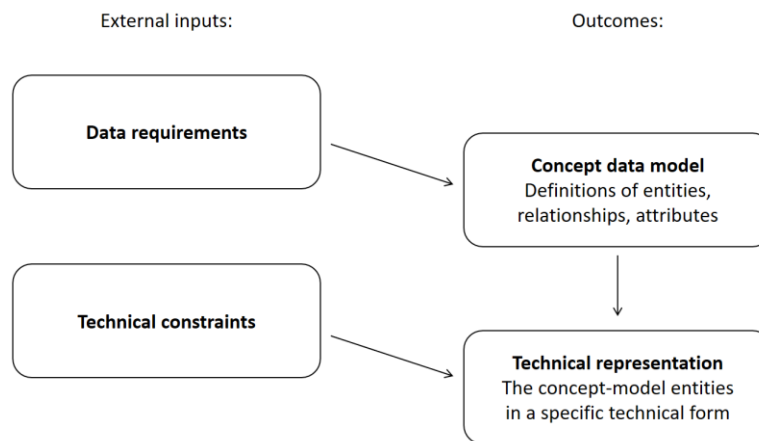 External inputs:
Outcomes:
Data requirements
Concept data model
Definitions of entities,
relationships, attributes
Technical constraints
Technical representation
The concept-model entities
in a specific technical form